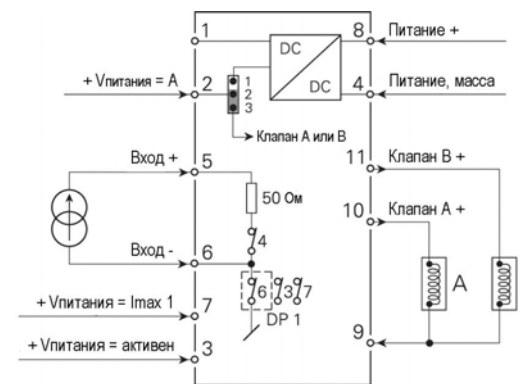 1
8
Питание +
DC
DC
+ Vпитания = A
2
1
2
3
4
Питание, масса
Клапан A или B
Вход +
5
11
Клапан B +
50 Ом
10
Клапан A +
4
Вход -
6
6
3
7
A
DP 1
+ Vпитания = Imax 1
7
+ Vпитания = активен
3
9